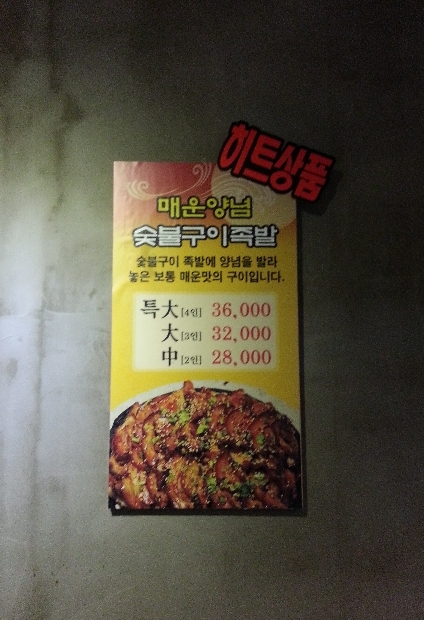 히트상품
매운양념
숯불구이족발
숯불구이 족발에 양념을 발라
놓은 보통 매운맛의 구이입니다.
특大[4인] 36,000
大[3인] 32,000
中[2인] 28,000